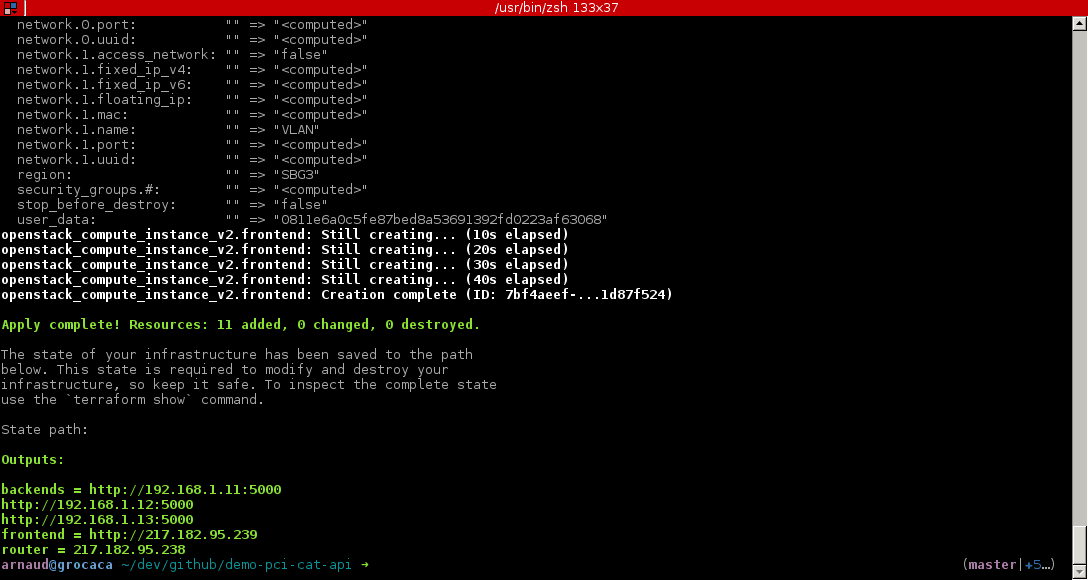 /usr/bin/zsh 133x37
network.0.port: "" => "<computed>"
network.0.uuid: "" => "<computed>"
network.1.access_network: "" => "false"
network.1.fixed_ip_v4: "" => "<computed>"
network.1.fixed_ip_v6: "" => "<computed>"
network.1.floating_ip: "" => "<computed>"
network.1.mac: "" => "<computed>"
network.1.name: "" => "VLAN"
network.1.port: "" => "<computed>"
network.1.uuid: "" => "<computed>"
region: "" => "SBG3"
security_groups.#: "" => "<computed>"
stop_before_destroy: "" => "false"
user_data: "" => "0811e6a0c5fe87bed8a53691392fd0223af63068"
openstack_compute_instance_v2.frontend: Still creating... (10s elapsed)
openstack_compute_instance_v2.frontend: Still creating... (20s elapsed)
openstack_compute_instance_v2.frontend: Still creating... (30s elapsed)
openstack_compute_instance_v2.frontend: Still creating... (40s elapsed)
openstack_compute_instance_v2.frontend: Creation complete (ID: 7bf4aeef-...1d87f524)
Apply complete! Resources: 11 added, 0 changed, 0 destroyed.
The state of your infrastructure has been saved to the path
below. This state is required to modify and destroy your
infrastructure, so keep it safe. To inspect the complete state
use the `terraform show` command.
State path:
Outputs:
backends = http://192.168.1.11:5000
http://192.168.1.12:5000
http://192.168.1.13:5000
frontend = http://217.182.95.239
router = 217.182.95.238
arnaud@grocaca ~/dev/github/demo-pci-cat-api ➜ (master|+5…)